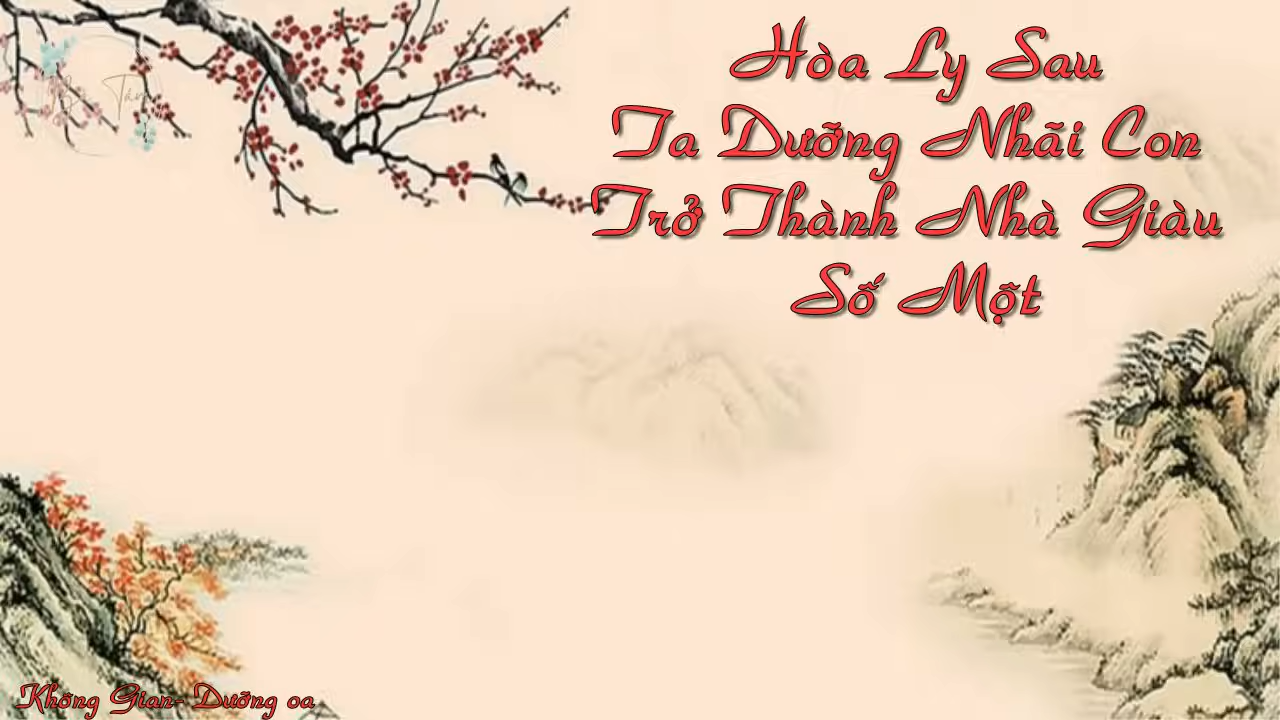 Hòa Ly Sau
Ta Dưỡng Nhãi Con
Trở Thành Nhà Giàu
Số Một
Không Gian- Dưỡng oa